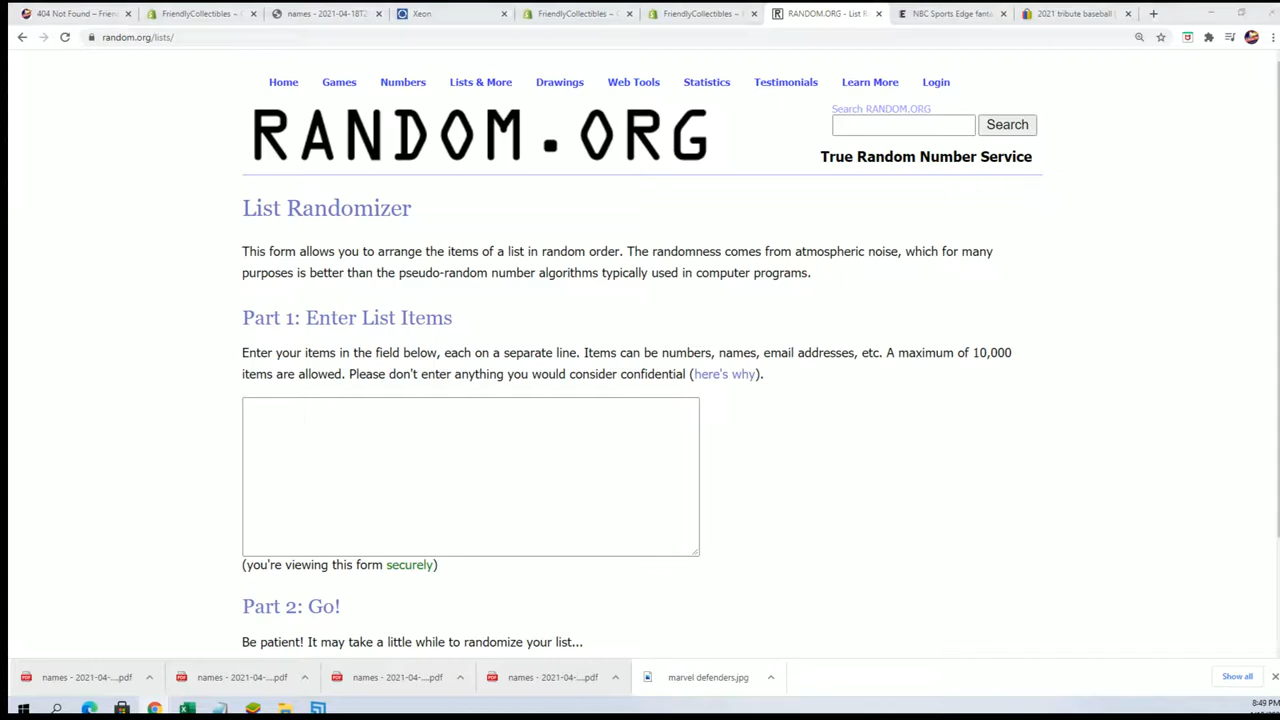 404 Not Found – Frien
FriendlyCollectibles ~ C
names - 2021-04-18T2
Xeon
FriendlyCollectibles ~ C
FriendlyCollectibles ~ R
RANDOM.ORG - List R
NBC Sports Edge fanta
2021 tribute baseball |
random.org/lists/
Home Games Numbers Lists & More Drawings Web Tools Statistics Testimonials Learn More Login
Search RANDOM.ORG
RANDOM.ORG
Search
True Random Number Service
List Randomizer
This form allows you to arrange the items of a list in random order. The randomness comes from atmospheric noise, which for many
purposes is better than the pseudo-random number algorithms typically used in computer programs.
Part 1: Enter List Items
Enter your items in the field below, each on a separate line. Items can be numbers, names, email addresses, etc. A maximum of 10,000
items are allowed. Please don't enter anything you would consider confidential (here's why).
(you're viewing this form securely)
Part 2: Go!
Be patient! It may take a little while to randomize your list...
names - 2021-04-....pdf
names - 2021-04-....pdf
names - 2021-04-....pdf
names - 2021-04-....pdf
marvel defenders.jpg
Show all
8:49 PM